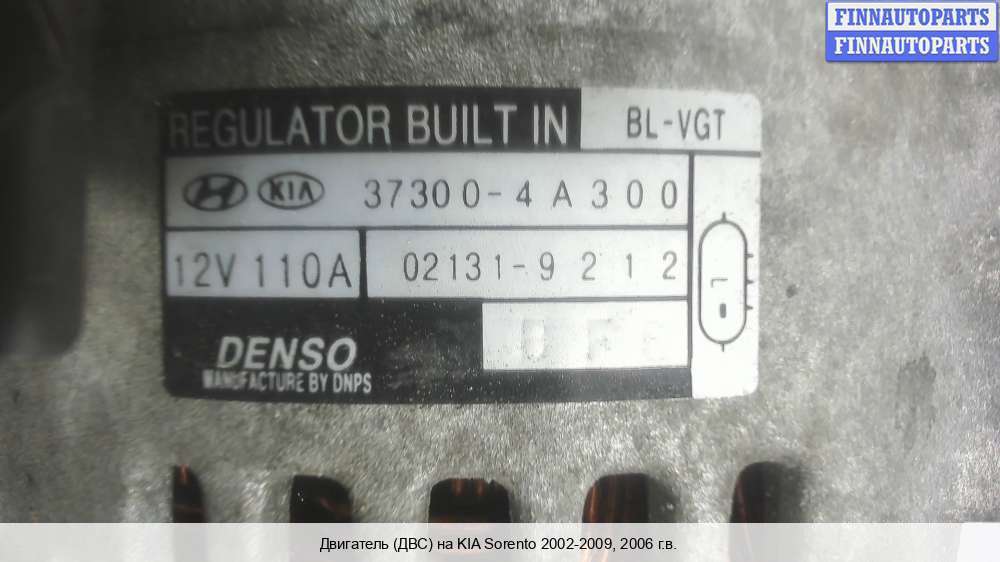 FINNAUTOPARTS
FINNAUTOPARTS
REGULATOR BUILT IN BL-VGT
KIA 37300-4A300
12V 110A 02131-9212
L
DENSO
MANUFACTURE BY DNPS
Двигатель (ДВС) на KIA Sorento 2002-2009, 2006 г.в.